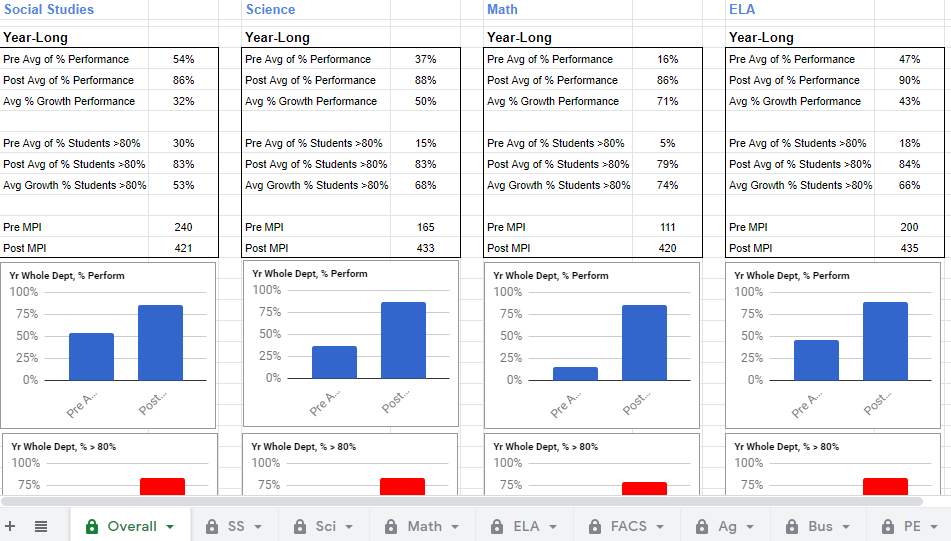 Social Studies Science Math ELA
Year-Long Year-Long Year-Long Year-Long
Pre Avg of % Performance 54% Pre Avg of % Performance 37% Pre Avg of % Performance 16% Pre Avg of % Performance 47%
Post Avg of % Performance 86% Post Avg of % Performance 88% Post Avg of % Performance 86% Post Avg of % Performance 90%
Avg % Growth Performance 32% Avg % Growth Performance 50% Avg % Growth Performance 71% Avg % Growth Performance 43%
Pre Avg of % Students >80% 30% Pre Avg of % Students >80% 15% Pre Avg of % Students >80% 5% Pre Avg of % Students >80% 18%
Post Avg of % Students >80% 83% Post Avg of % Students >80% 83% Post Avg of % Students >80% 79% Post Avg of % Students >80% 84%
Avg Growth % Students >80% 53% Avg Growth % Students >80% 68% Avg Growth % Students >80% 74% Avg Growth % Students >80% 66%
Pre MPI 240 Pre MPI 165 Pre MPI 111 Pre MPI 200
Post MPI 421 Post MPI 433 Post MPI 420 Post MPI 435
Yr Whole Dept, % Perform Yr Whole Dept, % Perform Yr Whole Dept, % Perform Yr Whole Dept, % Perform
100% 100% 100% 100%
75% 75% 75% 75%
50% 50% 50% 50%
25% 25% 25% 25%
0% 0% 0% 0%
Pre A... Post... Pre A... Post... Pre A... Post... Pre A... Post...
Yr Whole Dept, % > 80% Yr Whole Dept, % > 80% Yr Whole Dept, % > 80% Yr Whole Dept, % > 80%
100% 100% 100% 100%
75% 75% 75% 75%
Overall SS Sci Math ELA FACS Ag Bus PE